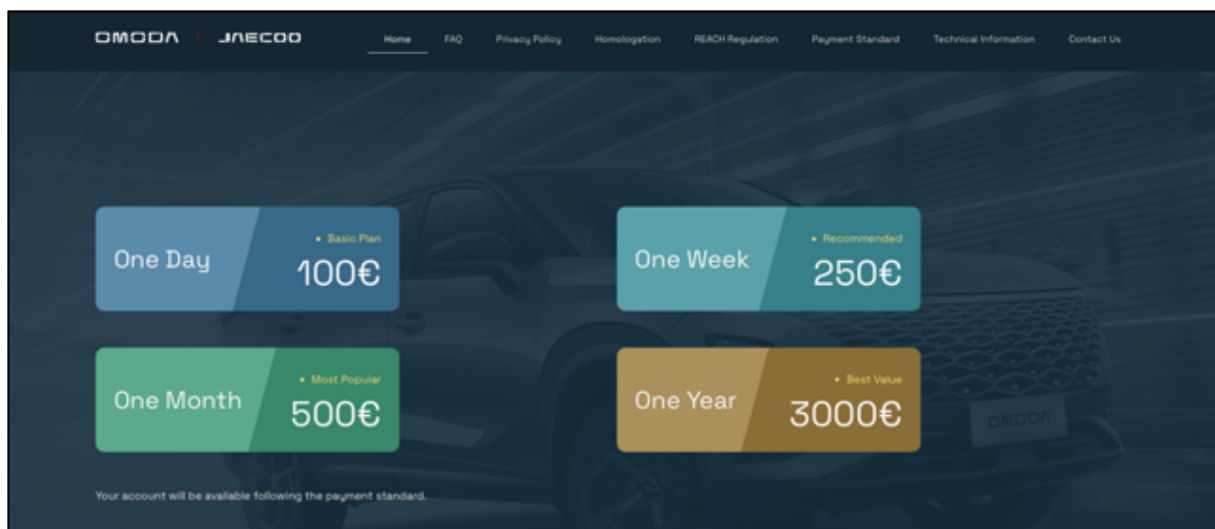 OMODA | JAECOO
Home FAQ Privacy Policy Homologation REACH Regulation Payment Standard Technical Information Contact Us
One Day
• Basic Plan
100€
One Week
• Recommended
250€
One Month
• Most Popular
500€
One Year
• Best Value
3000€
OMODA
Your account will be available following the payment standard.